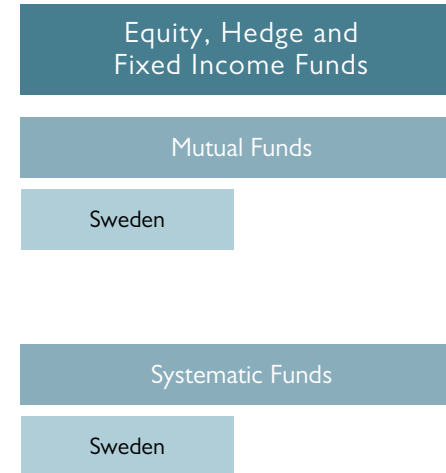 Equity, Hedge and
Fixed Income Funds
Mutual Funds
Sweden
Systematic Funds
Sweden